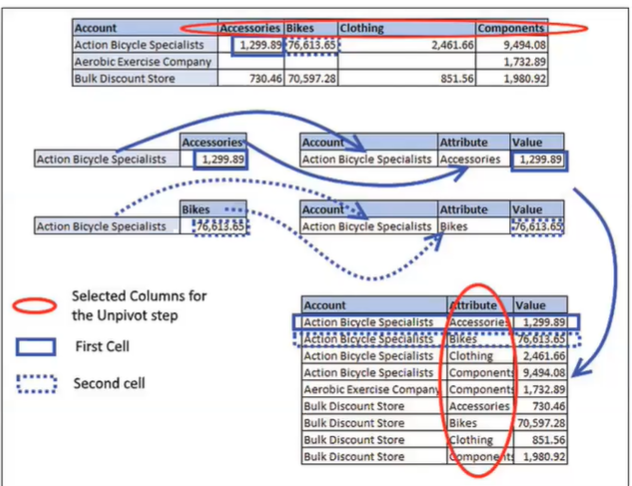 Account Accessories Bikes Clothing Components
Action Bicycle Specialists 1,299.89 76,613.65 2,461.66 9,494.08
Aerobic Exercise Company 1,732.89
Bulk Discount Store 730.46 70,597.28 851.56 1,980.92
Accessories Account Attribute Value
Action Bicycle Specialists 1,299.89 Action Bicycle Specialists Accessories 1,299.89
Bikes Account Attribute Value
Action Bicycle Specialists 76,613.65 Action Bicycle Specialists Bikes 76,613.65
Selected Columns for
the Unpivot step
First Cell
Second cell
Account Attribute Value
Action Bicycle Specialists Accessories 1,299.89
Action Bicycle Specialists Bikes 76,613.65
Action Bicycle Specialists Clothing 2,461.66
Action Bicycle Specialists Components 9,494.08
Aerobic Exercise Company Components 1,732.89
Bulk Discount Store Accessories 730.46
Bulk Discount Store Bikes 70,597.28
Bulk Discount Store Clothing 851.56
Bulk Discount Store Components 1,980.92